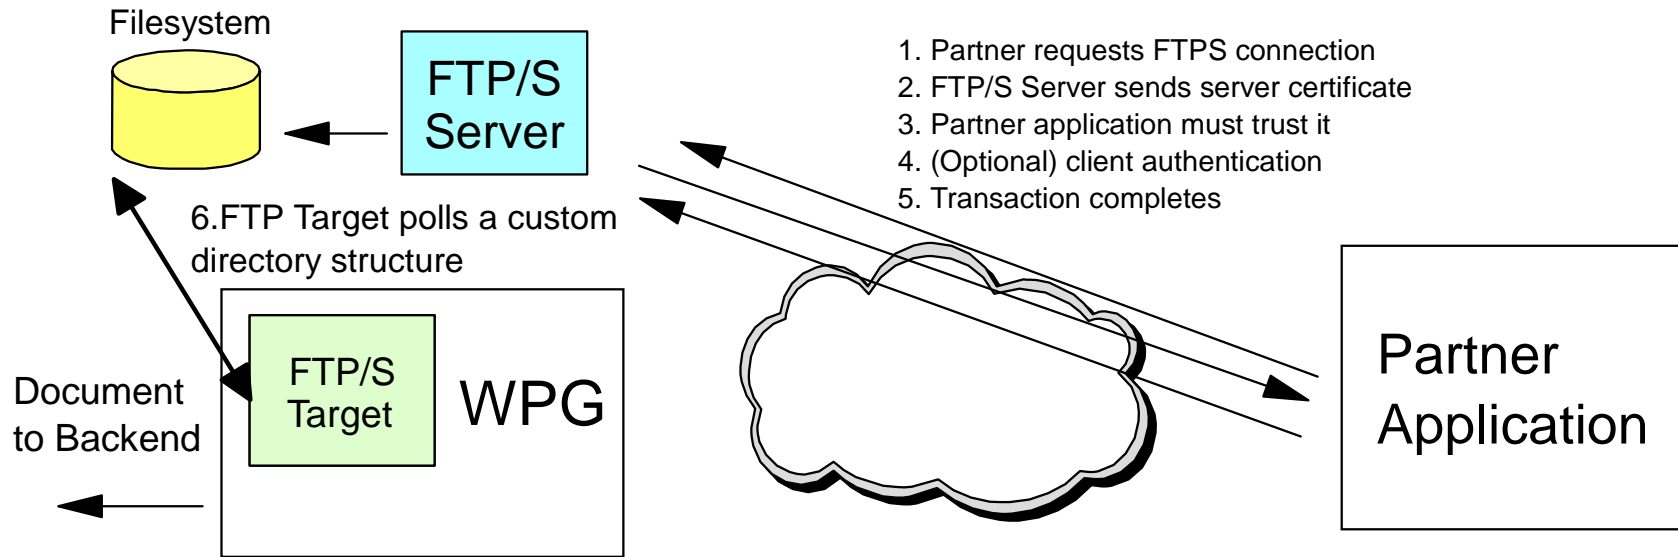 Filesystem
FTP/S
Server
1. Partner requests FTPS connection
2. FTP/S Server sends server certificate
3. Partner application must trust it
4. (Optional) client authentication
5. Transaction completes
6.FTP Target polls a custom
directory structure
FTP/S
Target
WPG
Document
to Backend
Partner
Application